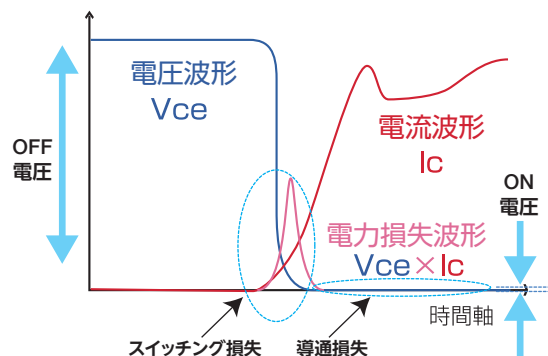 電圧波形
Vce
OFF
電圧
電流波形
Ic
ON
電圧
電力損失波形
Vce×Ic
時間軸
スイッチング損失
導通損失